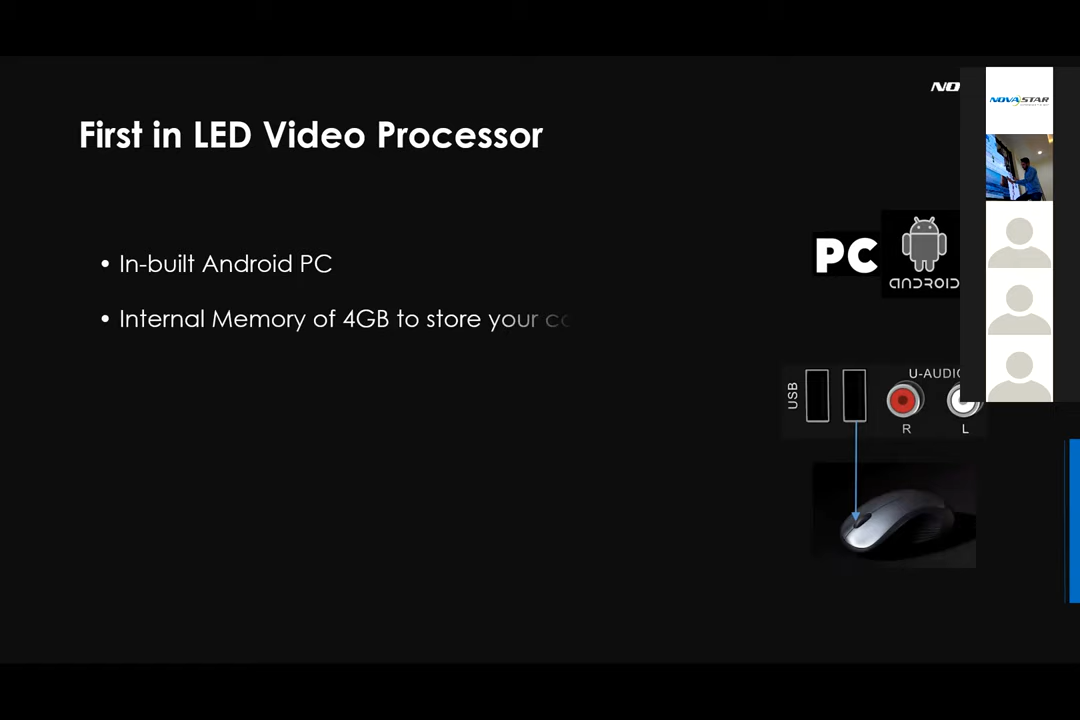 NO
NOVASTAR
First in LED Video Processor
• In-built Android PC
PC
ANDROID
• Internal Memory of 4GB to store your
USB
U-AUDIO
R
L